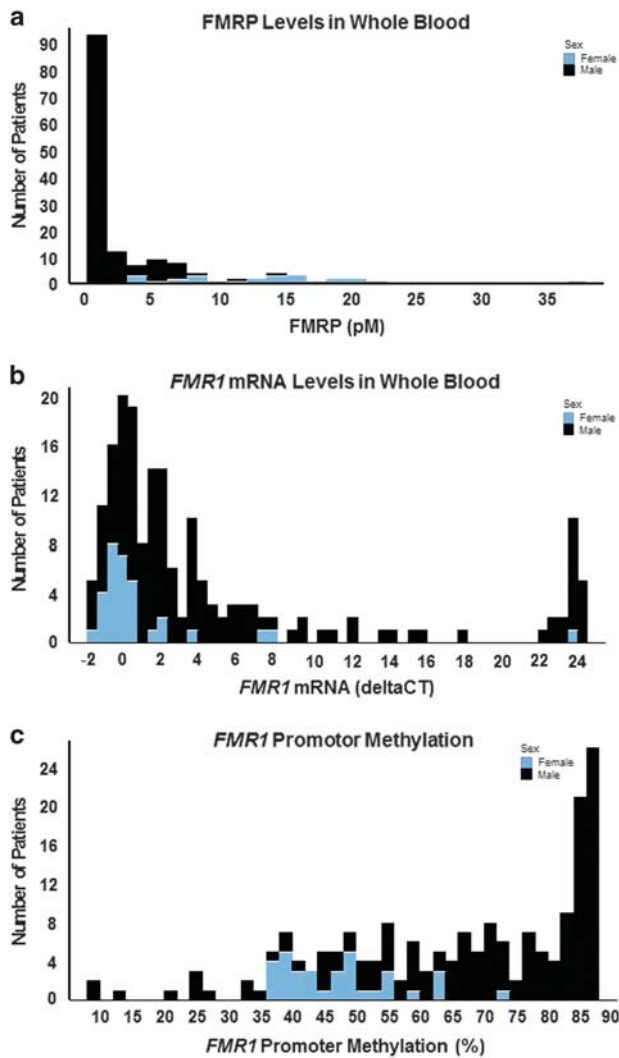 a
FMRP Levels in Whole Blood
Sex
Female
Male
Number of Patients
90
80
70
60
50
40
30
20
10
0
0 5 10 15 20 25 30 35
FMRP (pM)
b
FMR1 mRNA Levels in Whole Blood
Sex
Female
Male
Number of Patients
20
16
12
8
4
0
-2 0 2 4 6 8 10 12 14 16 18 20 22 24
FMR1 mRNA (deltaCT)
c
FMR1 Promotor Methylation
Sex
Female
Male
Number of Patients
24
20
16
12
8
4
0
10 15 20 25 30 35 40 45 50 55 60 65 70 75 80 85 90
FMR1 Promoter Methylation (%)